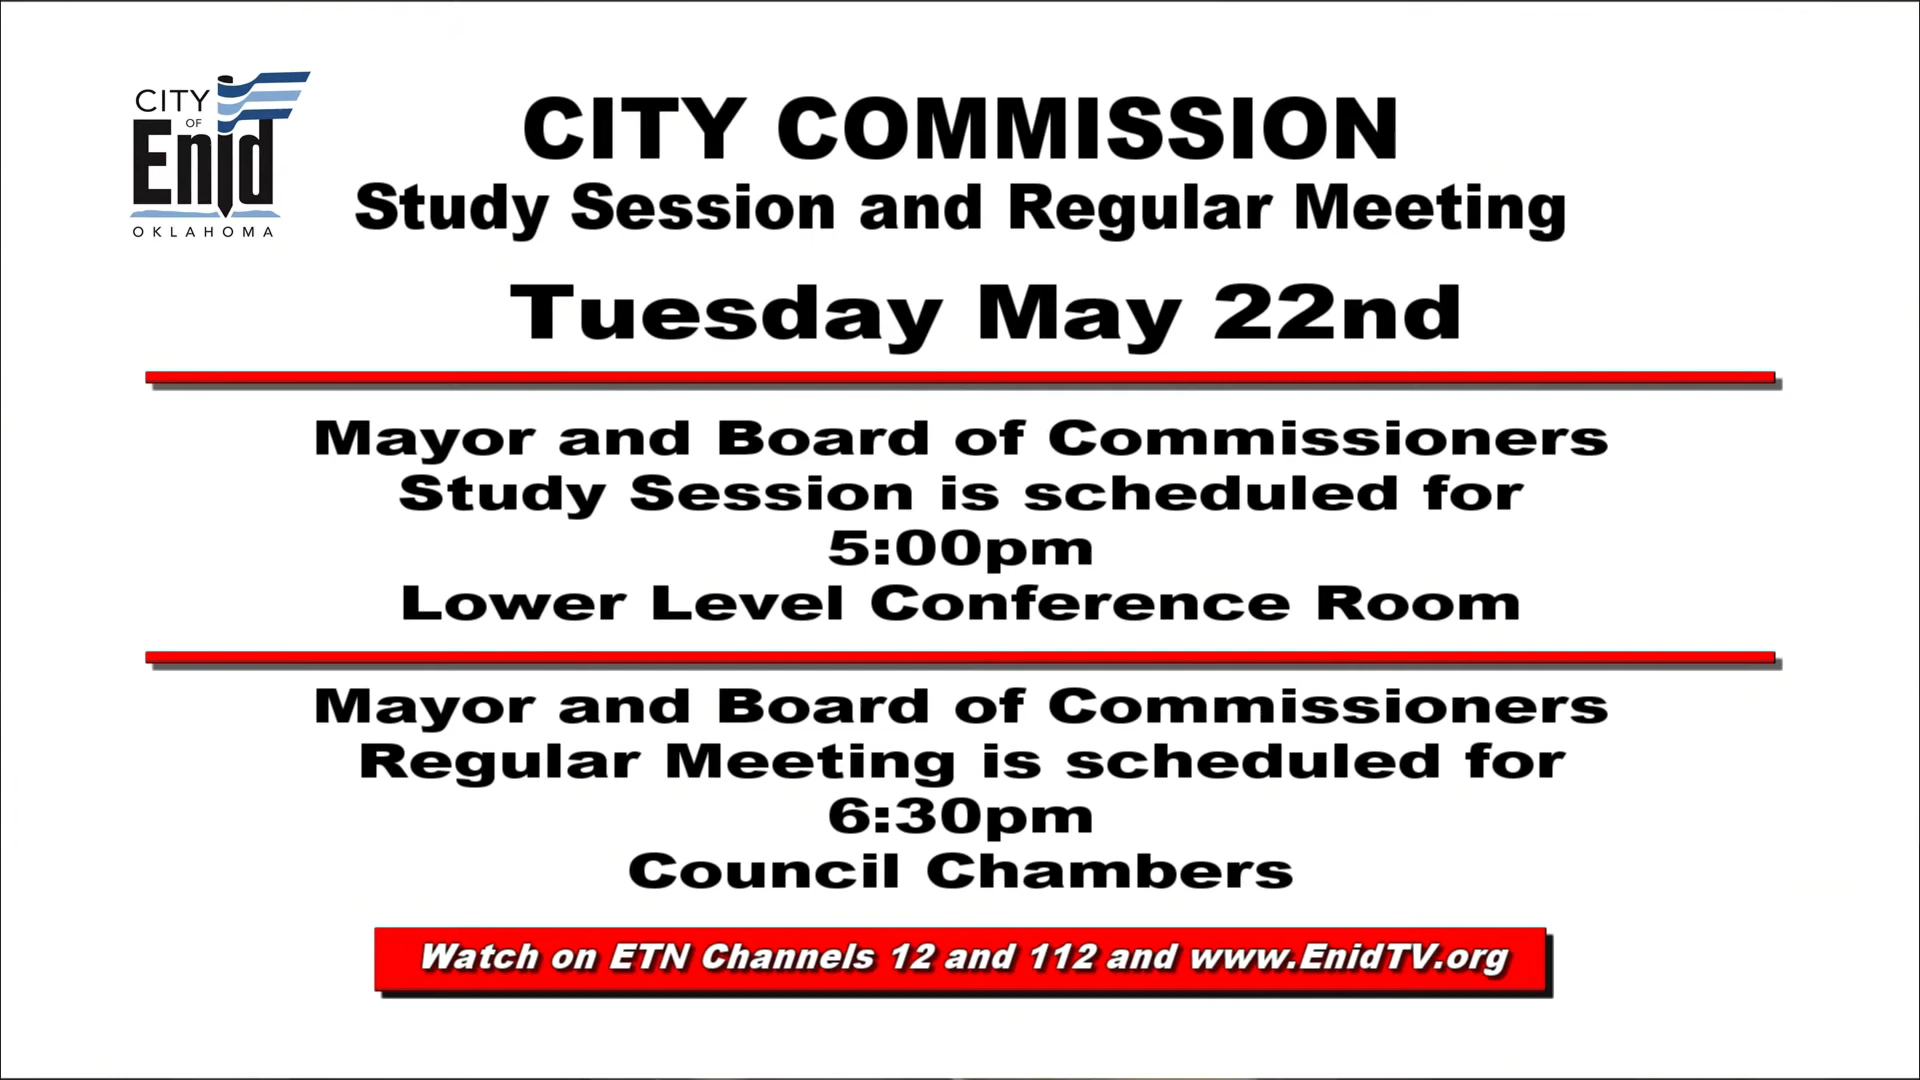 CITY
OF
Enid
OKLAHOMA
CITY COMMISSION
Study Session and Regular Meeting
Tuesday May 22nd
Mayor and Board of Commissioners
Study Session is scheduled for
5:00pm
Lower Level Conference Room
Mayor and Board of Commissioners
Regular Meeting is scheduled for
6:30pm
Council Chambers
Watch on ETN Channels 12 and 112 and www.EnidTV.org